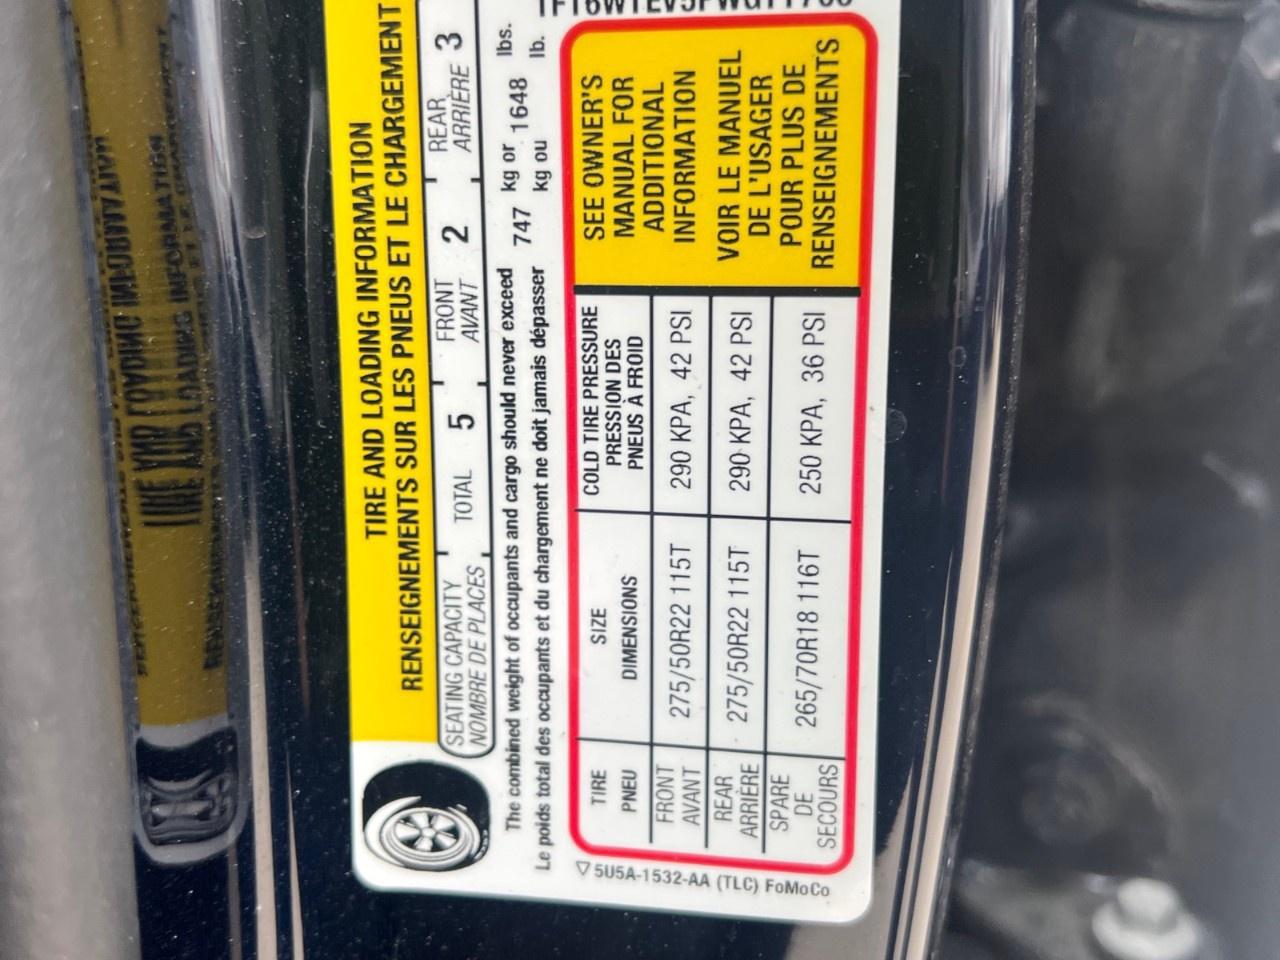 TIRE AND LOADING INFORMATION
RENSEIGNEMENTS SUR LES PNEUS ET LE CHARGEMENT
SEATING CAPACITY TOTAL 5 FRONT 2 REAR 3
NOMBRE DE PLACES AVANT ARRIÈRE
The combined weight of occupants and cargo should never exceed 747 kg or 1648 lbs.
Le poids total des occupants et du chargement ne doit jamais dépasser kg ou lb.
TIRE SIZE COLD TIRE PRESSURE
PNEU DIMENSIONS PRESSION DES
PNEUS À FROID
FRONT 275/50R22 115T 290 KPA, 42 PSI
AVANT
REAR 275/50R22 115T 290 KPA, 42 PSI
ARRIÈRE
SPARE 265/70R18 116T 250 KPA, 36 PSI
DE
SECOURS
SEE OWNER'S
MANUAL FOR
ADDITIONAL
INFORMATION
VOIR LE MANUEL
DE L'USAGER
POUR PLUS DE
RENSEIGNEMENTS
5U5A-1532-AA (TLC) FoMoCo